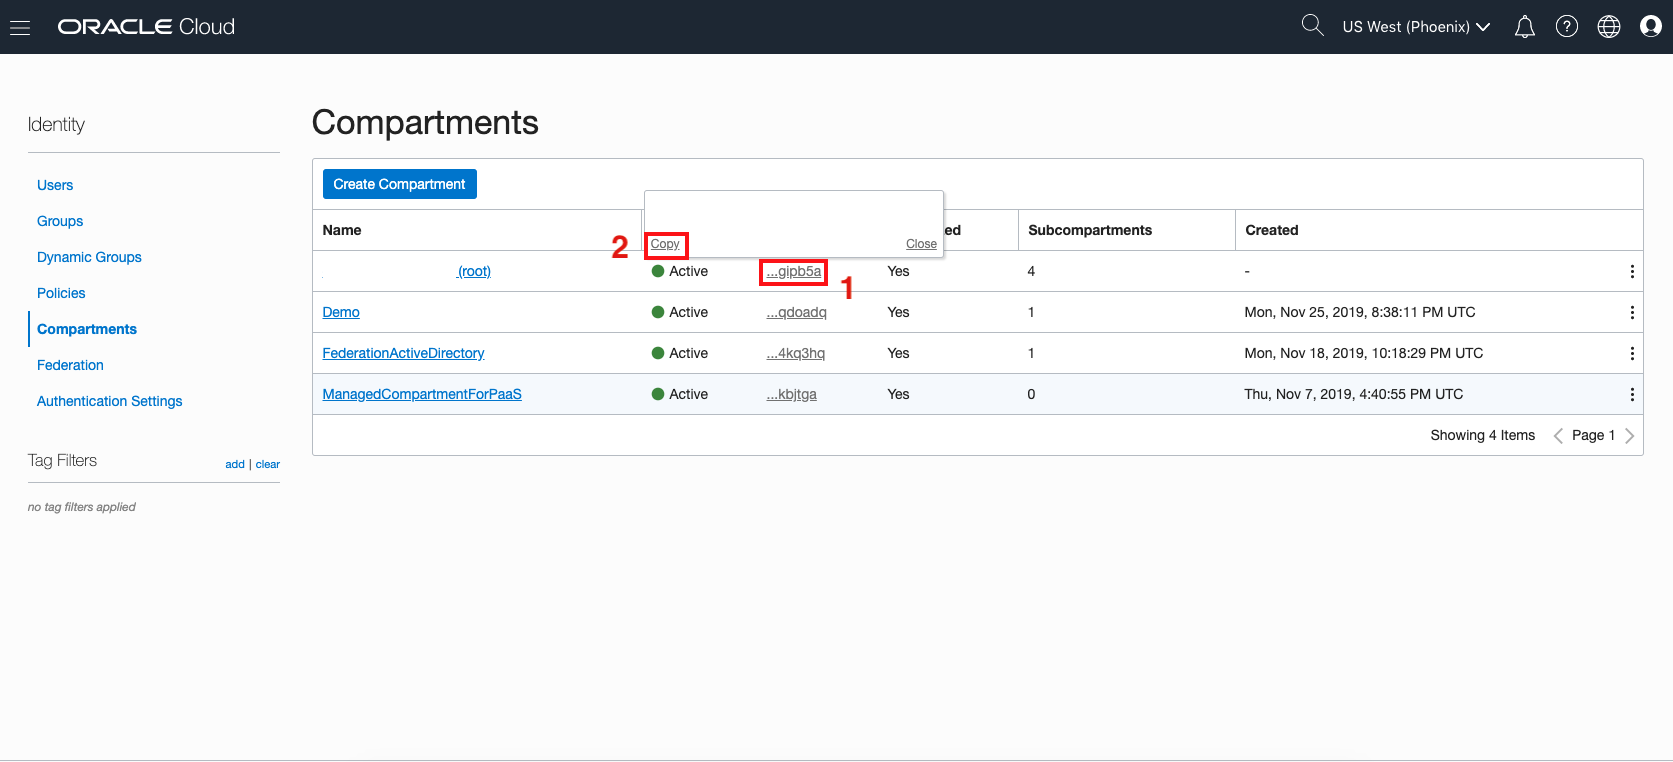 ORACLE Cloud
US West (Phoenix)
Identity
Users
Groups
Dynamic Groups
Policies
Compartments
Federation
Authentication Settings
Tag Filters
add | clear
no tag filters applied
Compartments
Create Compartment
Name ed Subcompartments Created
2 Copy Close
(root) Active ...gipb5a 1 Yes 4 -
Demo Active ...qdoadq Yes 1 Mon, Nov 25, 2019, 8:38:11 PM UTC
FederationActiveDirectory Active ...4kq3hq Yes 1 Mon, Nov 18, 2019, 10:18:29 PM UTC
ManagedCompartmentForPaaS Active ...kbjtga Yes 0 Thu, Nov 7, 2019, 4:40:55 PM UTC
Showing 4 Items Page 1